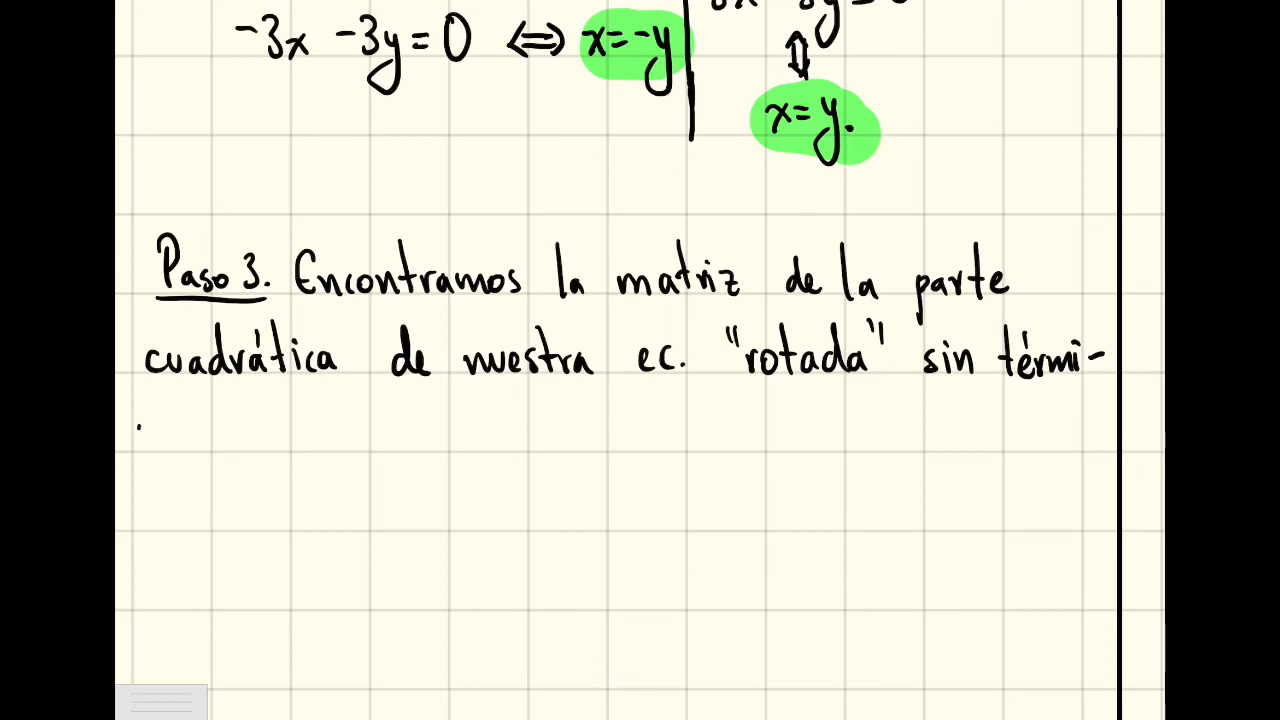 -3x -3y=0 ⇔ x=-y
⇕
x=y.
Paso 3. Encontramos la matriz de la parte
cuadrática de nuestra ec. "rotada" sin térmi-